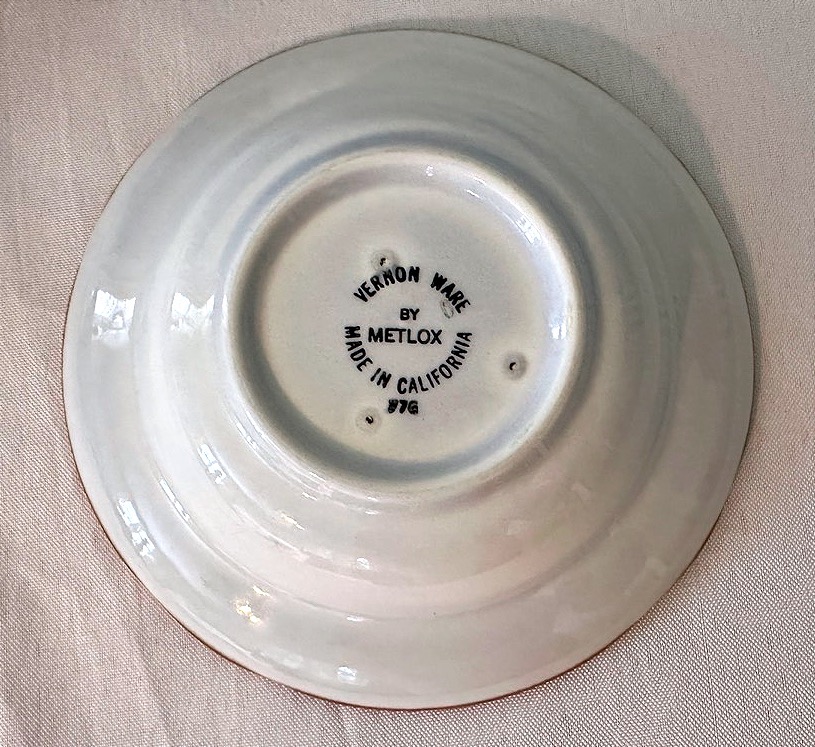 VERNON WARE
BY
METLOX
MADE IN CALIFORNIA